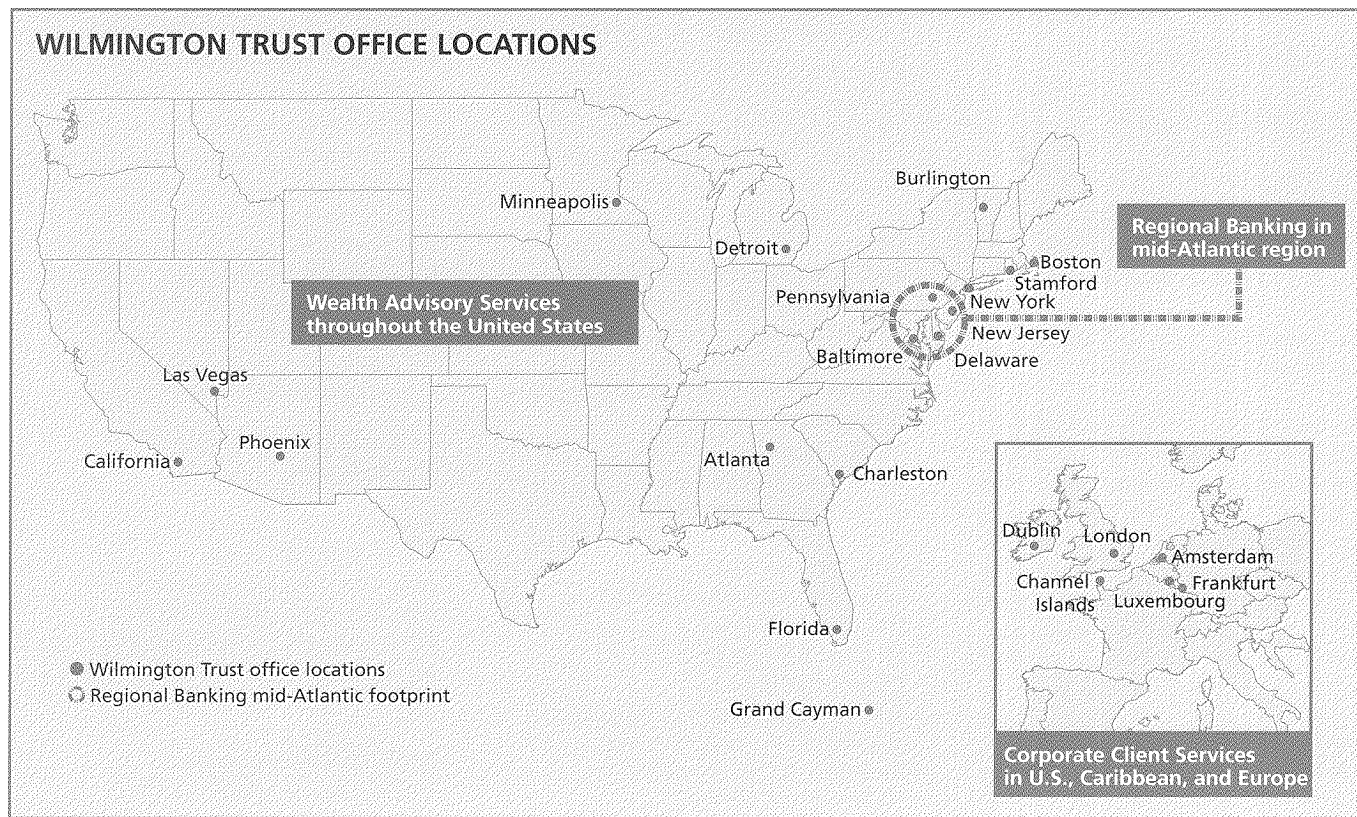 WILMINGTON TRUST OFFICE LOCATIONS
Burlington
Minneapolis
Regional Banking in
mid-Atlantic region
Detroit
Boston
Stamford
Pennsylvania
New York
Wealth Advisory Services
throughout the United States
New Jersey
Baltimore
Delaware
Las Vegas
Phoenix
California
Atlanta
Charleston
Dublin
London
Amsterdam
Channel
Islands
Frankfurt
Luxembourg
Florida
Wilmington Trust office locations
Regional Banking mid-Atlantic footprint
Grand Cayman
Corporate Client Services
in U.S., Caribbean, and Europe